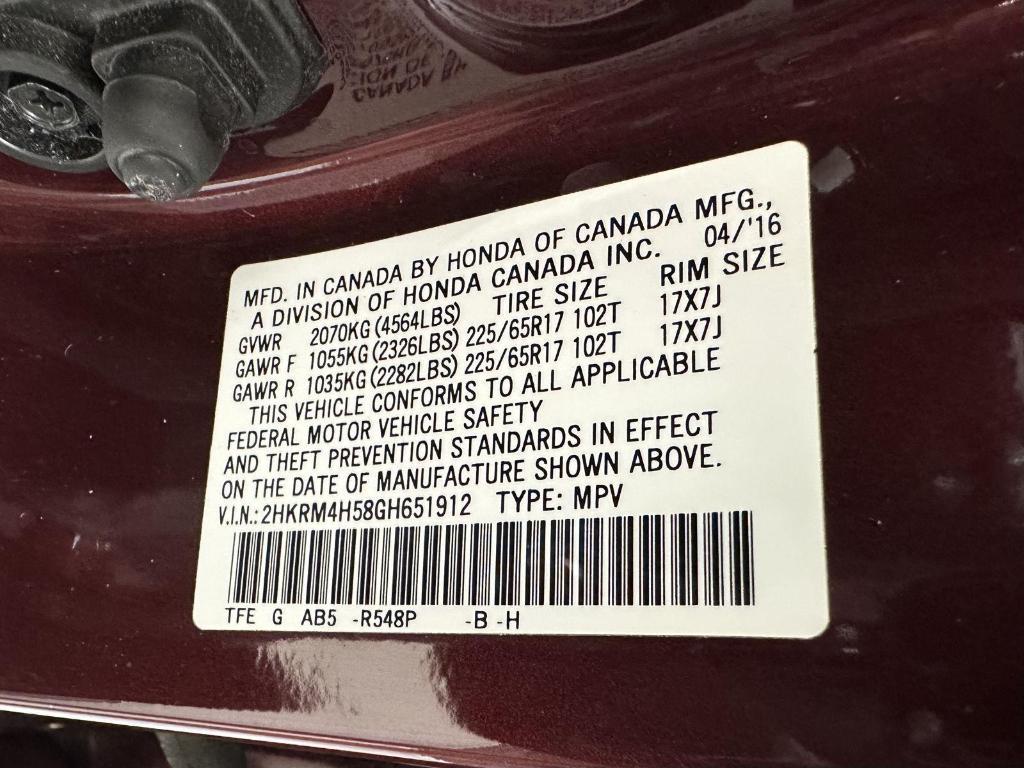 MFD. IN CANADA BY HONDA OF CANADA MFG.,
A DIVISION OF HONDA CANADA INC. 04/'16
GVWR 2070KG (4564LBS) TIRE SIZE RIM SIZE
GAWR F 1055KG (2326LBS) 225/65R17 102T 17X7J
GAWR R 1035KG (2282LBS) 225/65R17 102T 17X7J
THIS VEHICLE CONFORMS TO ALL APPLICABLE
FEDERAL MOTOR VEHICLE SAFETY
AND THEFT PREVENTION STANDARDS IN EFFECT
ON THE DATE OF MANUFACTURE SHOWN ABOVE.
V.I.N.: 2HKRM4H58GH651912 TYPE: MPV
TFE G AB5 -R548P -B -H